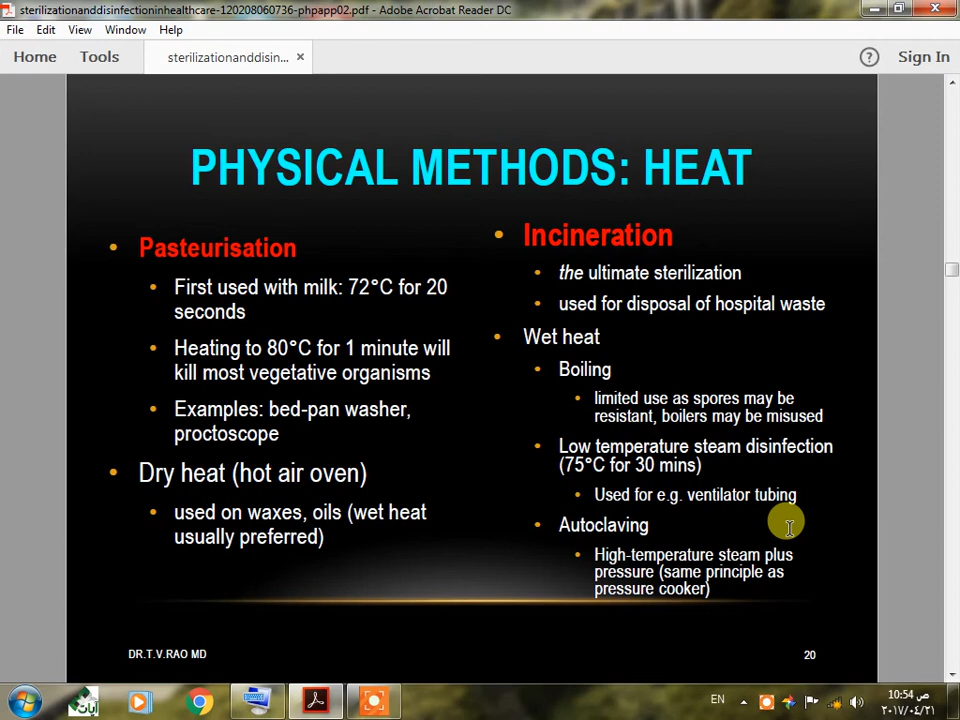 sterilizationanddisinfectioninhealthcare-120208060736-phpapp02.pdf - Adobe Acrobat Reader DC
File Edit View Window Help
Home Tools sterilizationanddisin... × ? Sign In
PHYSICAL METHODS: HEAT
• Pasteurisation
• First used with milk: 72°C for 20
seconds
• Heating to 80°C for 1 minute will
kill most vegetative organisms
• Examples: bed-pan washer,
proctoscope
• Dry heat (hot air oven)
• used on waxes, oils (wet heat
usually preferred)
• Incineration
• the ultimate sterilization
• used for disposal of hospital waste
• Wet heat
• Boiling
• limited use as spores may be
resistant, boilers may be misused
• Low temperature steam disinfection
(75°C for 30 mins)
• Used for e.g. ventilator tubing
• Autoclaving
• High-temperature steam plus
pressure (same principle as
pressure cooker)
DR.T.V.RAO MD
20
آيات
EN
10:54 ص
٢٠١٧/٠٤/٢١